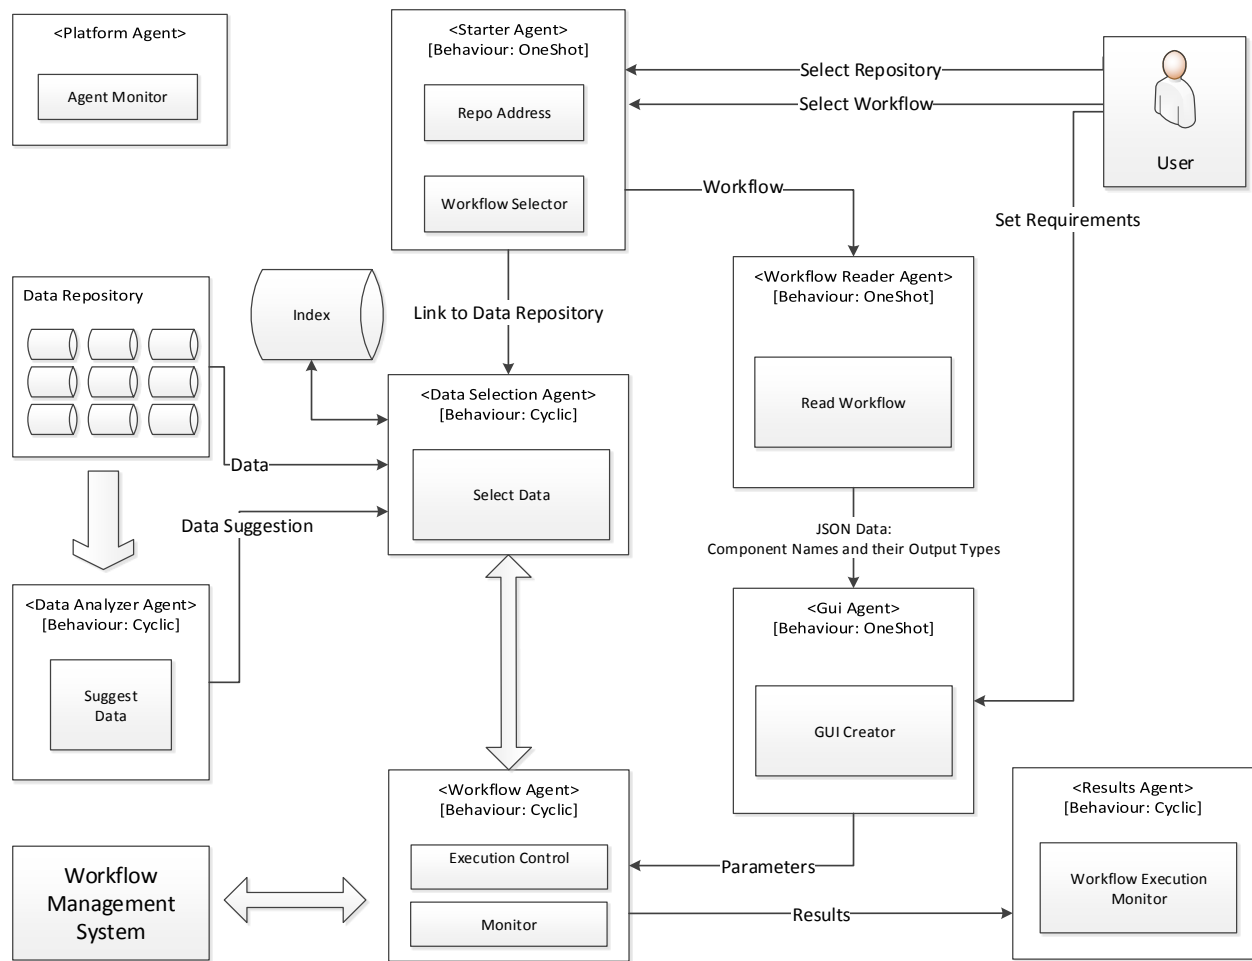 <Platform Agent>
Agent Monitor
<Starter Agent>
[Behaviour: OneShot]
Repo Address
Workflow Selector
Select Repository
Select Workflow
User
Workflow
Set Requirements
Data Repository
Index
Link to Data Repository
<Workflow Reader Agent>
[Behaviour: OneShot]
Read Workflow
<Data Selection Agent>
[Behaviour: Cyclic]
Select Data
Data
Data Suggestion
JSON Data:
Component Names and their Output Types
<Data Analyzer Agent>
[Behaviour: Cyclic]
Suggest
Data
<Gui Agent>
[Behaviour: OneShot]
GUI Creator
<Workflow Agent>
[Behaviour: Cyclic]
Execution Control
Monitor
Parameters
Results
<Results Agent>
[Behaviour: Cyclic]
Workflow Execution
Monitor
Workflow
Management
System